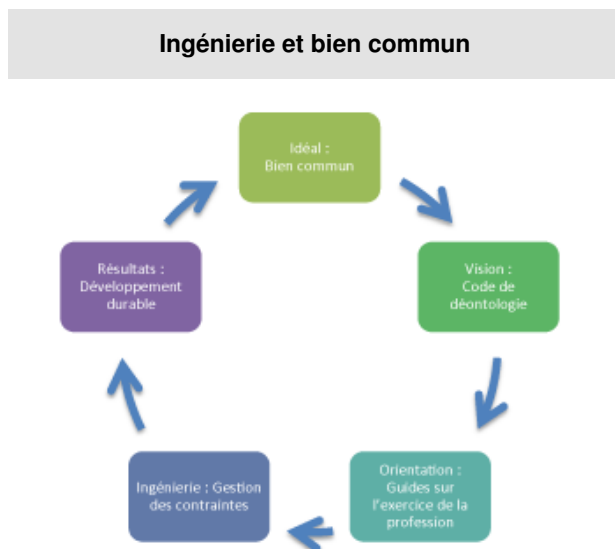 Ingénierie et bien commun
Idéal :
Bien commun
Vision :
Code de
déontologie
Orientation :
Guides sur
l'exercice de la
profession
Ingénierie : Gestion
des contraintes
Résultats :
Développement
durable